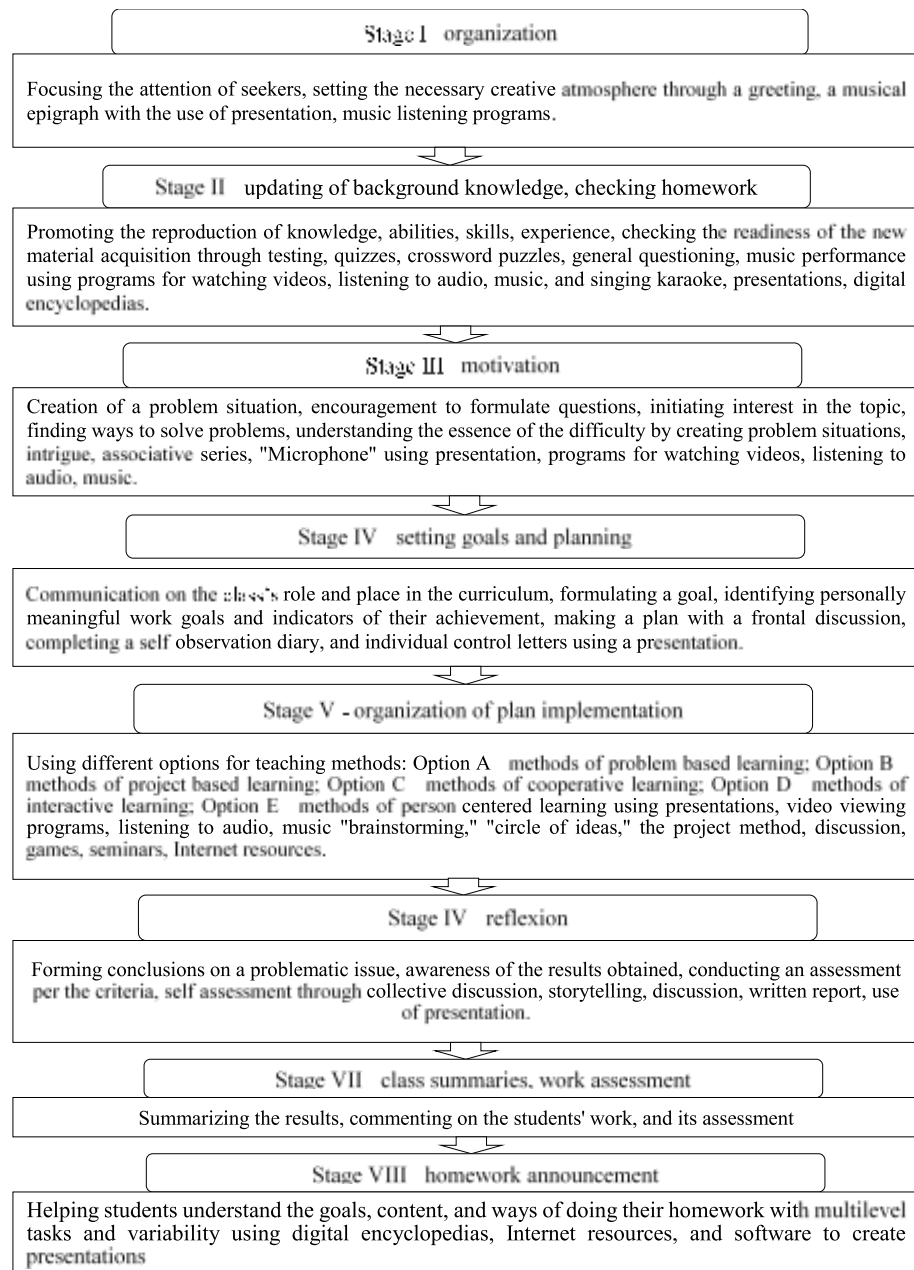 Stage I organization
Focusing the attention of seekers, setting the necessary creative atmosphere through a greeting, a musical
epigraph with the use of presentation, music listening programs.
Stage II updating of background knowledge, checking homework
Promoting the reproduction of knowledge, abilities, skills, experience, checking the readiness of the new
material acquisition through testing, quizzes, crossword puzzles, general questioning, music performance
using programs for watching videos, listening to audio, music, and singing karaoke, presentations, digital
encyclopedias.
Stage III motivation
Creation of a problem situation, encouragement to formulate questions, initiating interest in the topic,
finding ways to solve problems, understanding the essence of the difficulty by creating problem situations,
intrigue, associative series, "Microphone" using presentation, programs for watching videos, listening to
audio, music.
Stage IV setting goals and planning
Communication on the class's role and place in the curriculum, formulating a goal, identifying personally
meaningful work goals and indicators of their achievement, making a plan with a frontal discussion,
completing a self observation diary, and individual control letters using a presentation.
Stage V - organization of plan implementation
Using different options for teaching methods: Option A methods of problem based learning; Option B
methods of project based learning; Option C methods of cooperative learning; Option D methods of
interactive learning; Option E methods of person centered learning using presentations, video viewing
programs, listening to audio, music "brainstorming," "circle of ideas," the project method, discussion,
games, seminars, Internet resources.
Stage IV reflexion
Forming conclusions on a problematic issue, awareness of the results obtained, conducting an assessment
per the criteria, self assessment through collective discussion, storytelling, discussion, written report, use
of presentation.
Stage VII class summaries, work assessment
Summarizing the results, commenting on the students' work, and its assessment
Stage VIII homework announcement
Helping students understand the goals, content, and ways of doing their homework with multilevel
tasks and variability using digital encyclopedias, Internet resources, and software to create
presentations